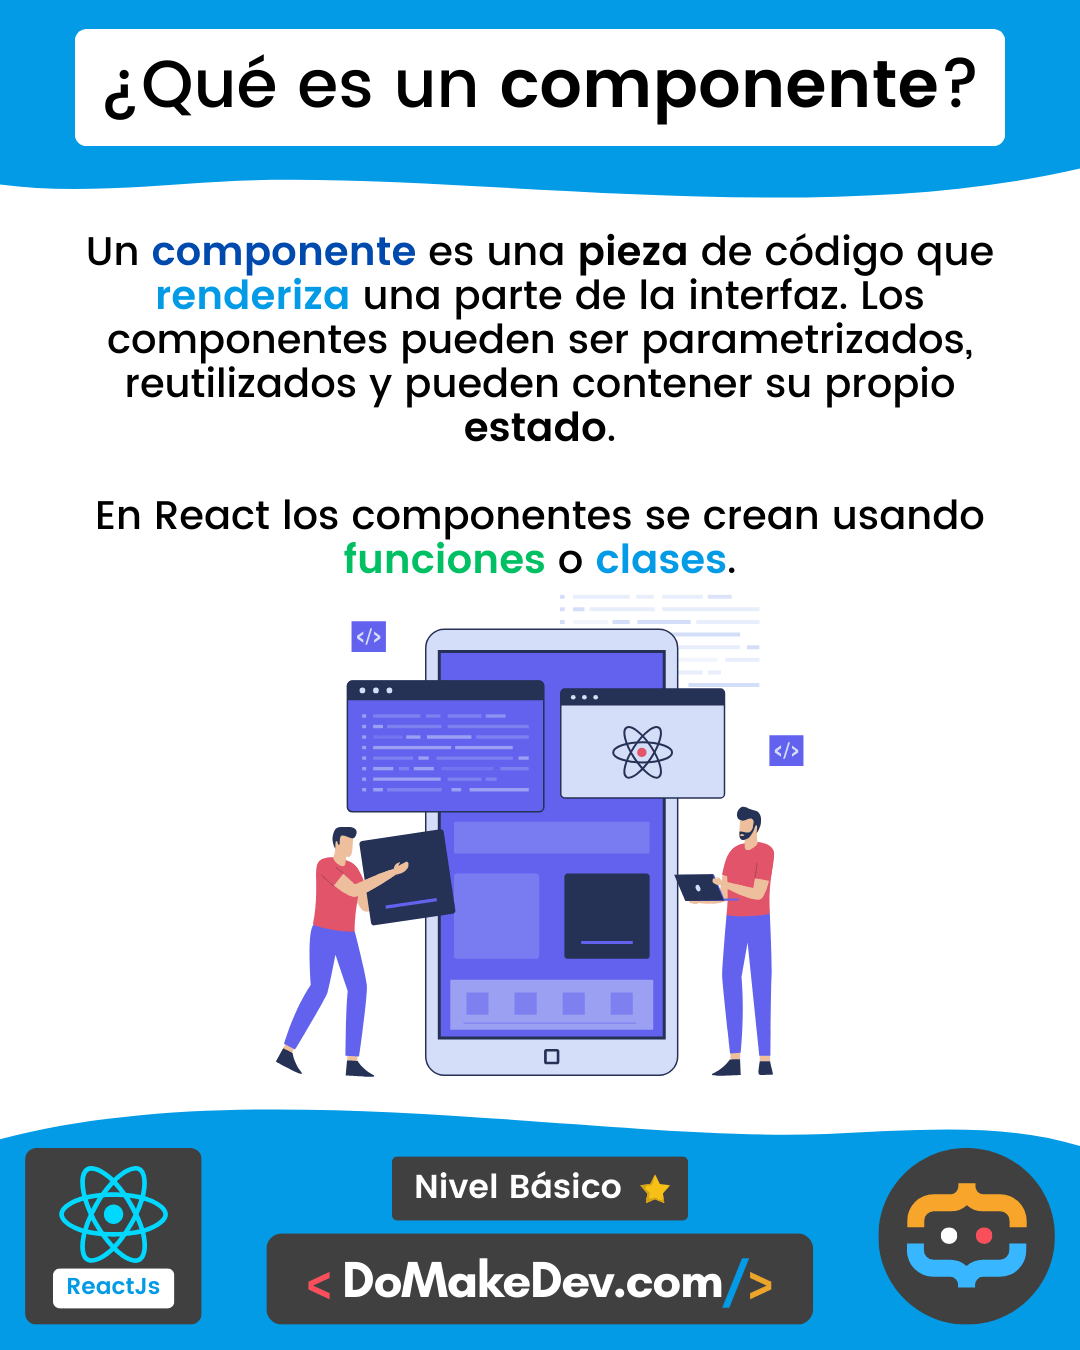 ¿Qué es un componente?
Un componente es una pieza de código que
renderiza una parte de la interfaz. Los
componentes pueden ser parametrizados,
reutilizados y pueden contener su propio
estado.
En React los componentes se crean usando
funciones o clases.
</>
</>
Nivel Básico
ReactJs
< DoMakeDev.com/>